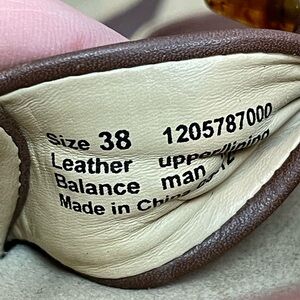 Size 38 1205787000
Leather upper/lining
Balance man
Made in China